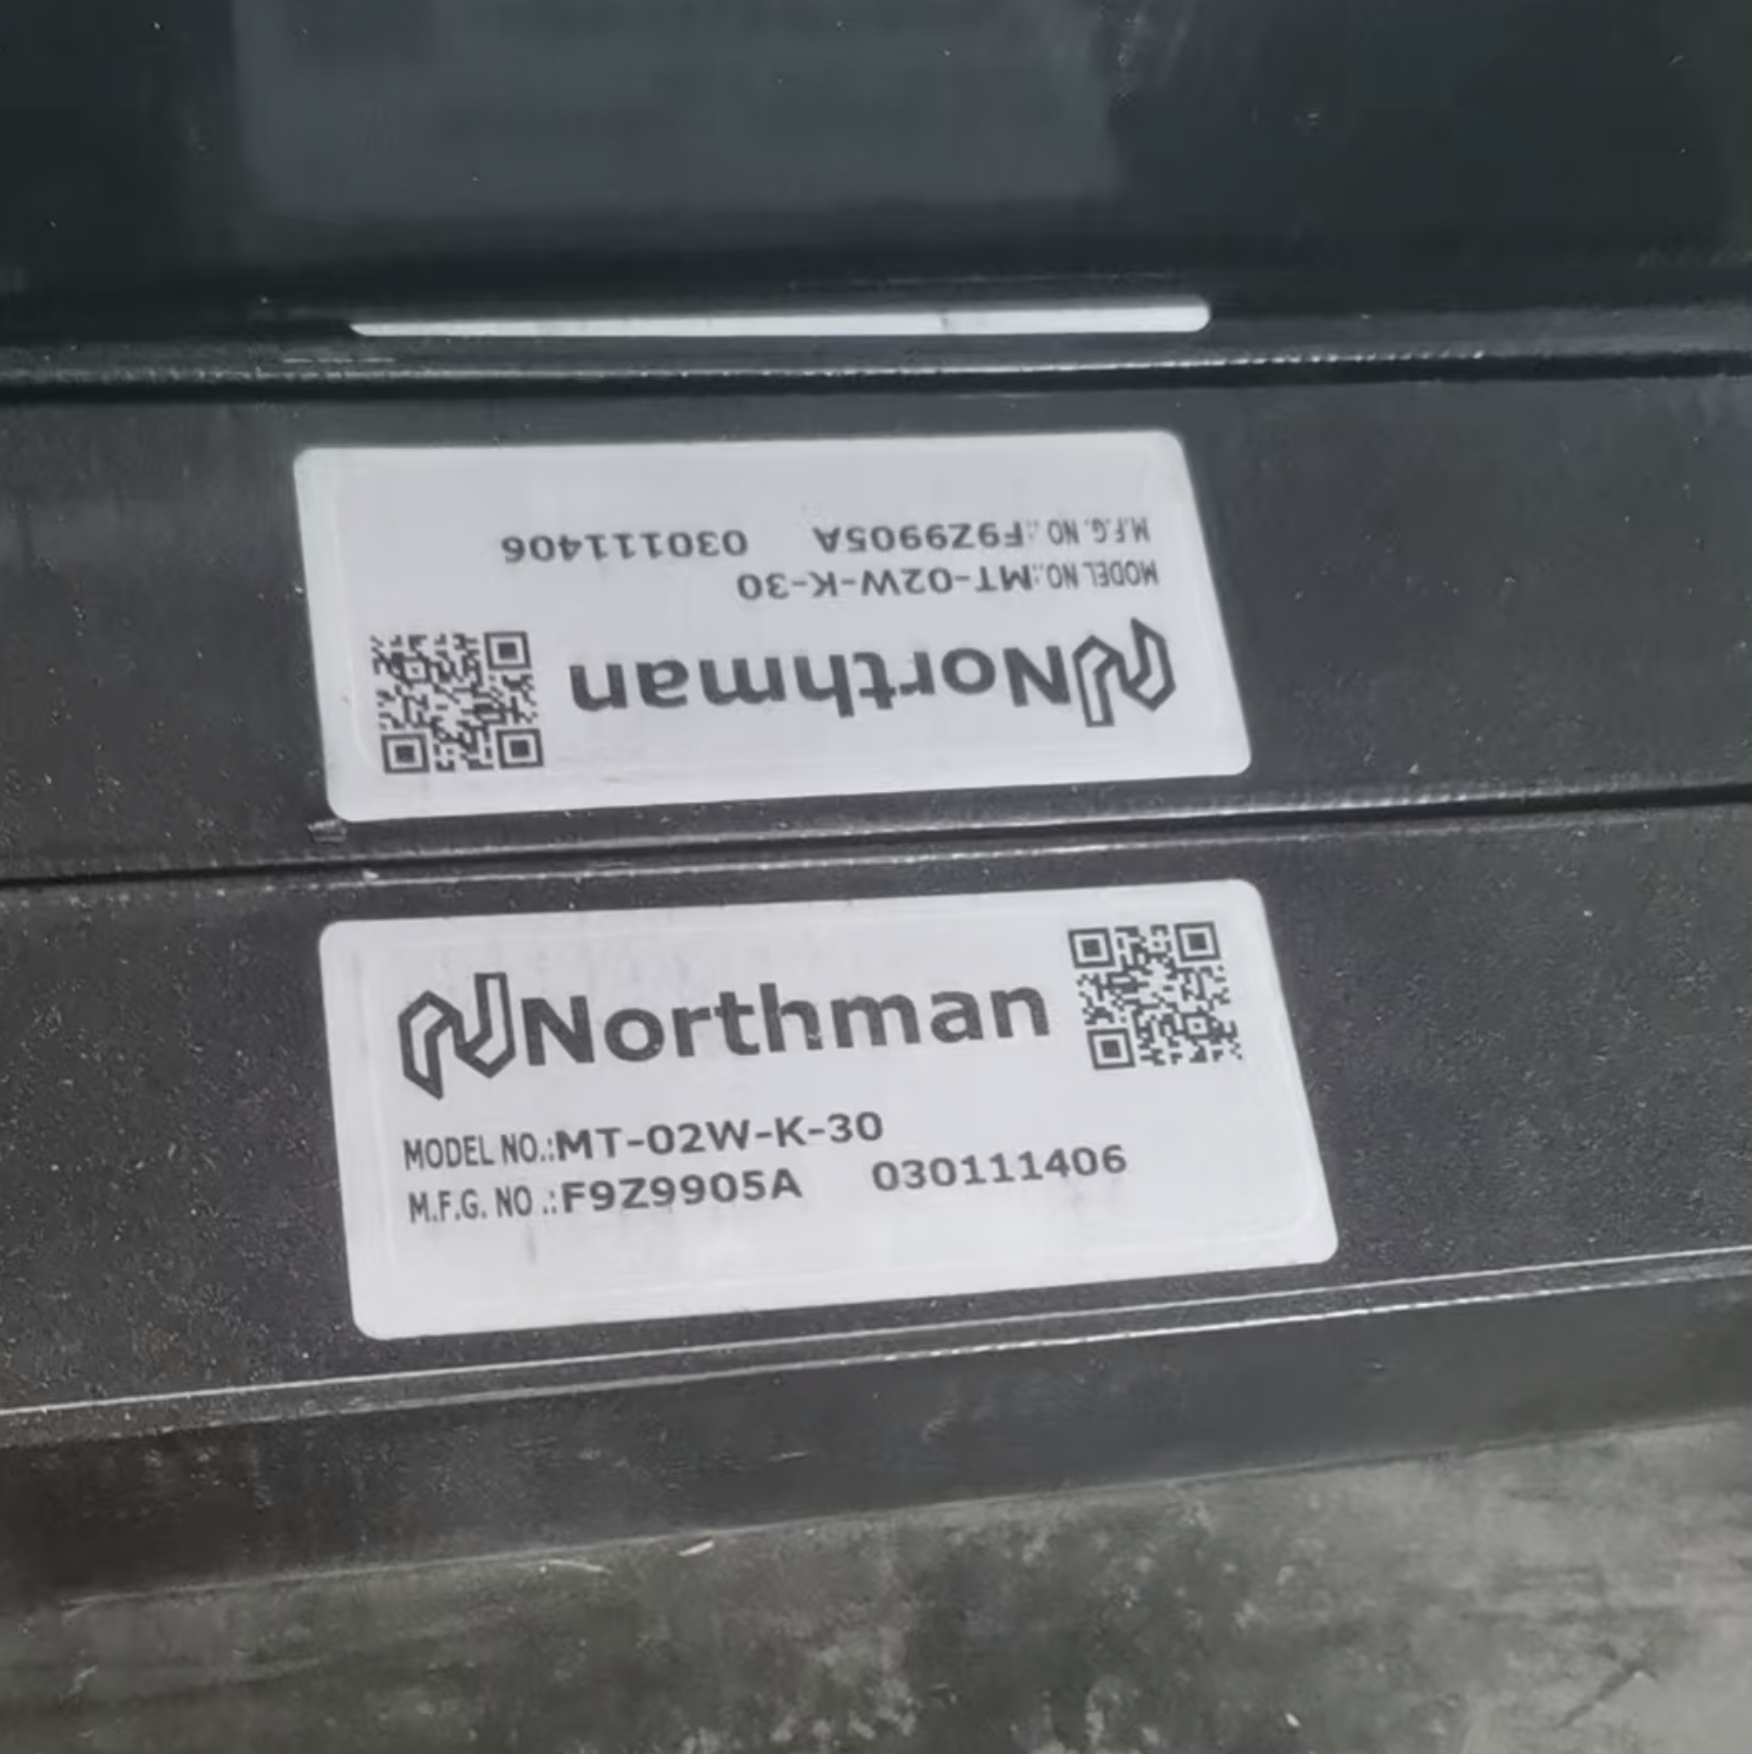 M.F.G. NO.:F9Z9905A 030111406
MODEL NO.:MT-02W-K-30
Northman
Northman
MODEL NO.:MT-02W-K-30
M.F.G. NO.:F9Z9905A 030111406